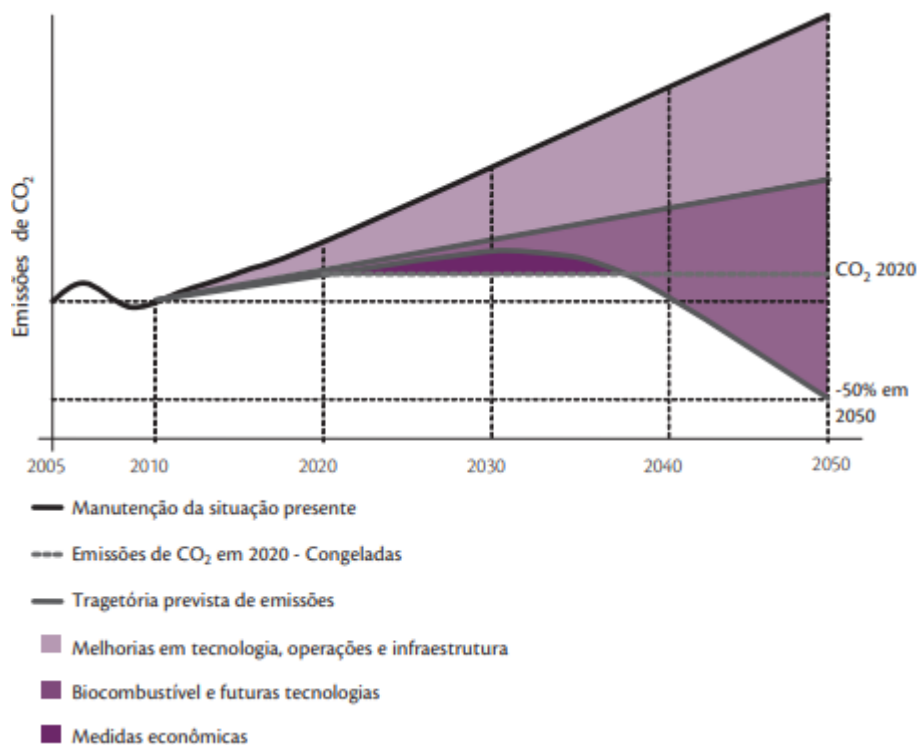 Emissões de CO₂
CO₂ 2020
-50% em
2050
2005 2010 2020 2030 2040 2050
Manutenção da situação presente
Emissões de CO₂ em 2020 - Congeladas
Tragetória prevista de emissões
Melhorias em tecnologia, operações e infraestrutura
Biocombustível e futuras tecnologias
Medidas econômicas